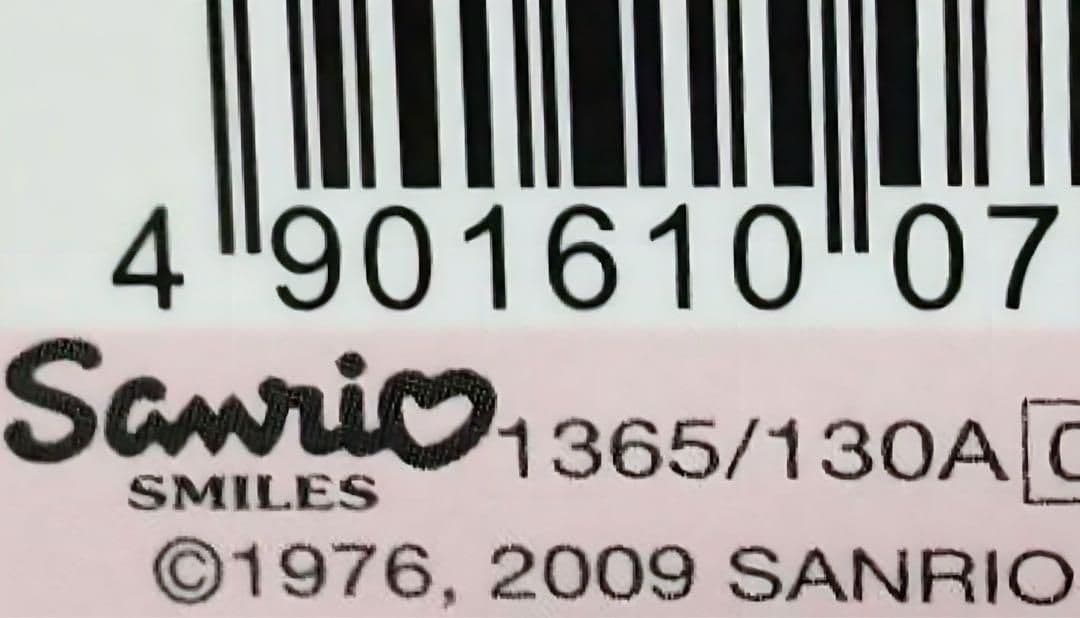 4 901610 07
Sanrio 1365/130A C
SMILES
©1976, 2009 SANRIO